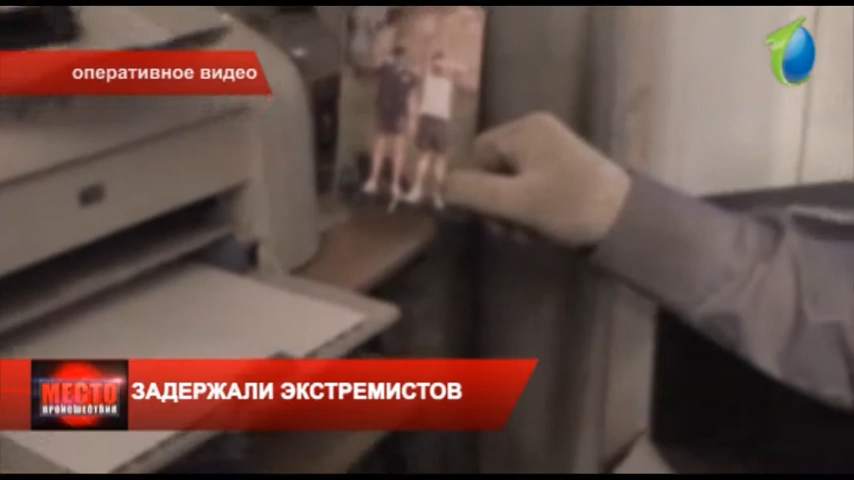 оперативное видео
МЕСТО
ПРОИСШЕСТВИЯ
ЗАДЕРЖАЛИ ЭКСТРЕМИСТОВ